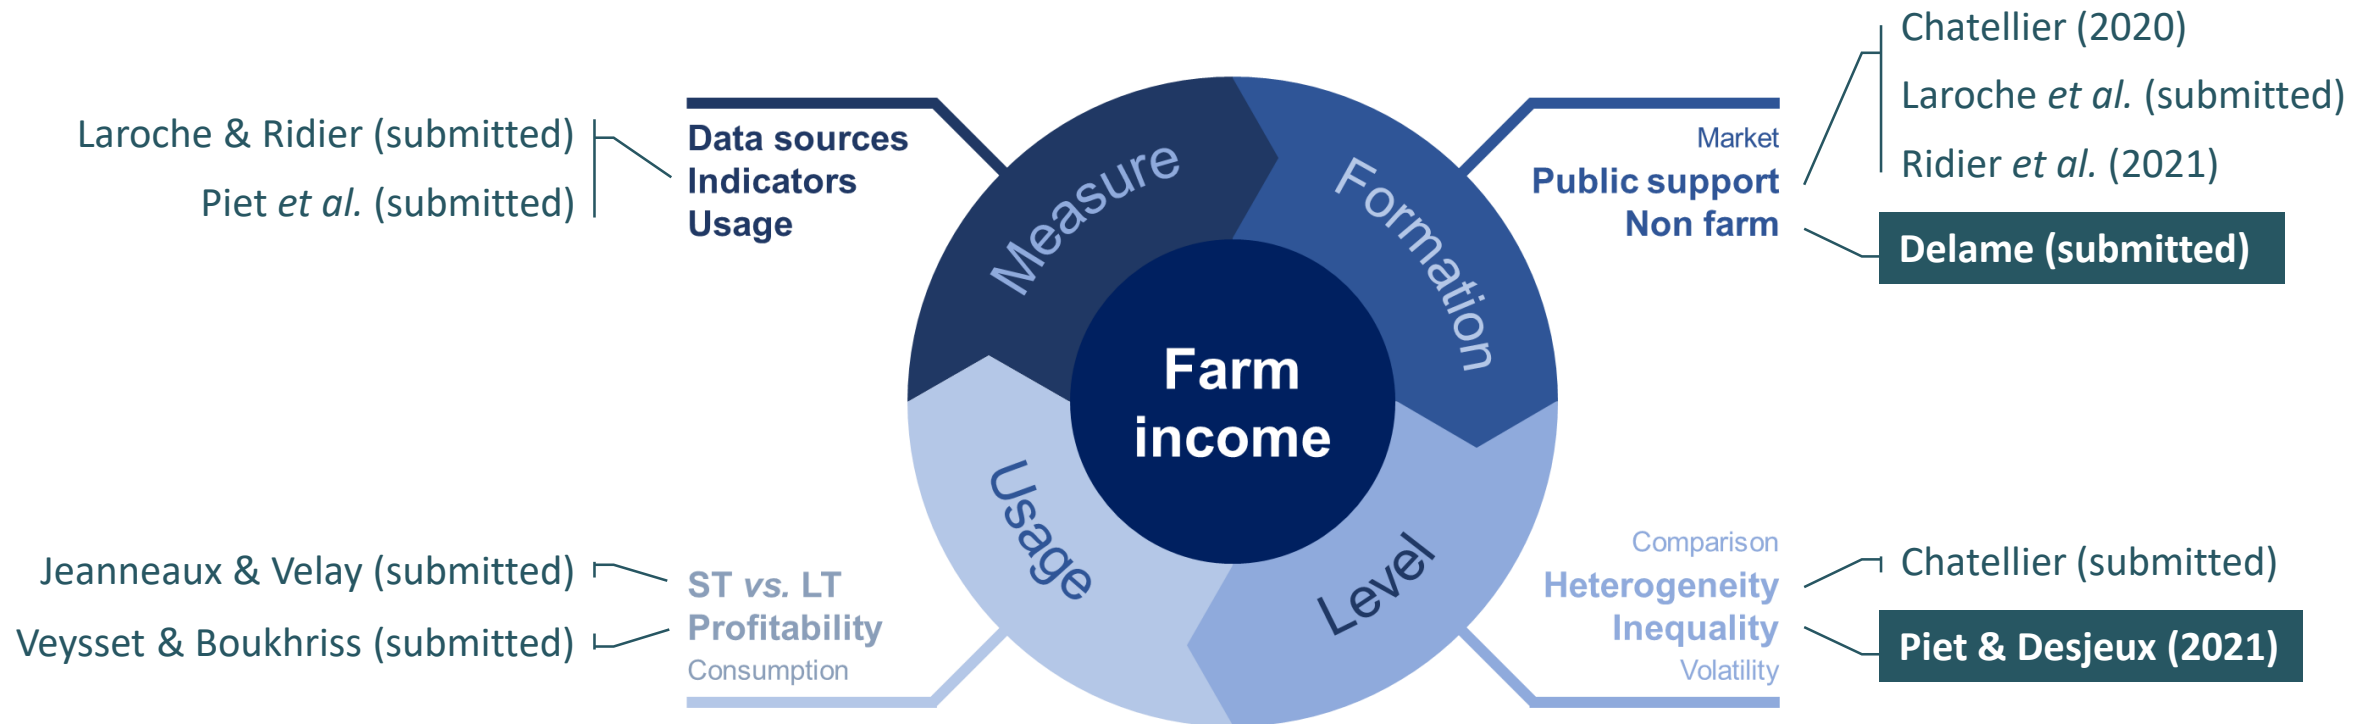 Laroche & Ridier (submitted)
Piet et al. (submitted)
Data sources
Indicators
Usage
Measure
Formation
Market
Public support
Non farm
Chatellier (2020)
Laroche et al. (submitted)
Ridier et al. (2021)
Delame (submitted)
Farm
income
Jeanneaux & Velay (submitted)
Veysset & Boukhriss (submitted)
ST vs. LT
Profitability
Consumption
Usage
Level
Comparison
Heterogeneity
Inequality
Volatility
Chatellier (submitted)
Piet & Desjeux (2021)